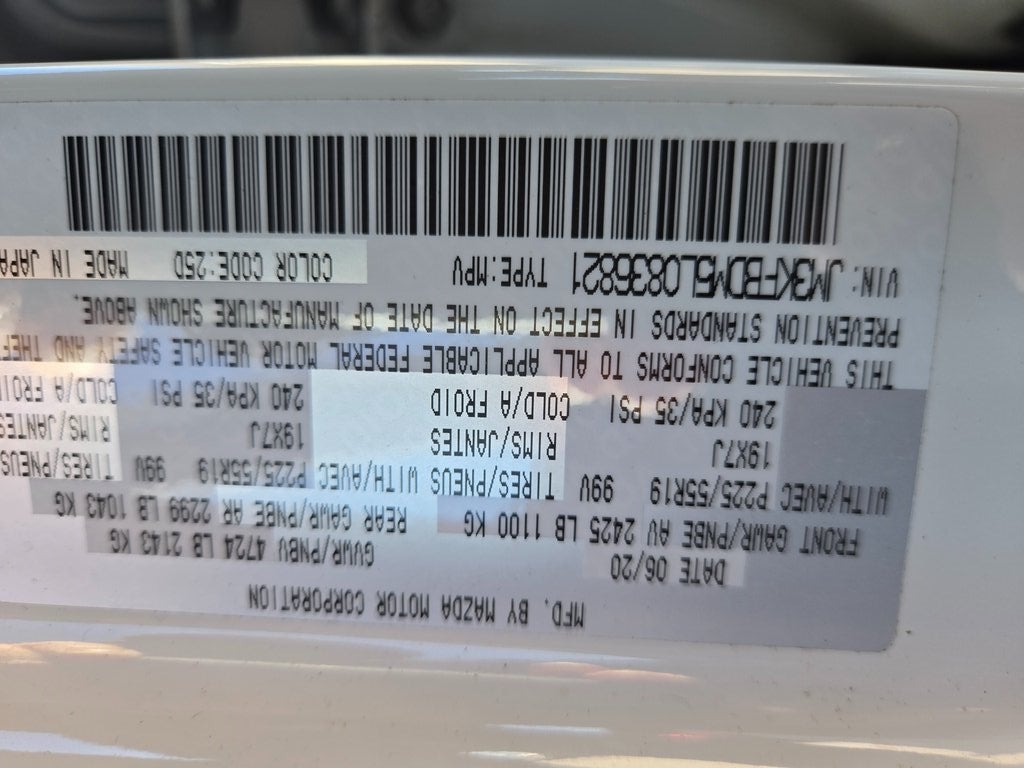 MFD. BY MAZDA MOTOR CORPORATION
DATE 06/20 GVWR/PNBV 4724 LB 2143 KG
FRONT GAWR/PNBE AV 2425 LB 1100 KG REAR GAWR/PNBE AR 2299 LB 1043 KG
WITH/AVEC P225/55R19 99V TIRES/PNEUS WITH/AVEC P225/55R19 99V TIRES/PNEUS
19X7J RIMS/JANTES 19X7J RIMS/JANTES
240 KPA/35 PSI COLD/A FROID 240 KPA/35 PSI COLD/A FROID
THIS VEHICLE CONFORMS TO ALL APPLICABLE FEDERAL MOTOR VEHICLE SAFETY AND THEFT
PREVENTION STANDARDS IN EFFECT ON THE DATE OF MANUFACTURE SHOWN ABOVE.
VIN: JM3KFBDM5L0836821 TYPE:MPV COLOR CODE:25D MADE IN JAPA